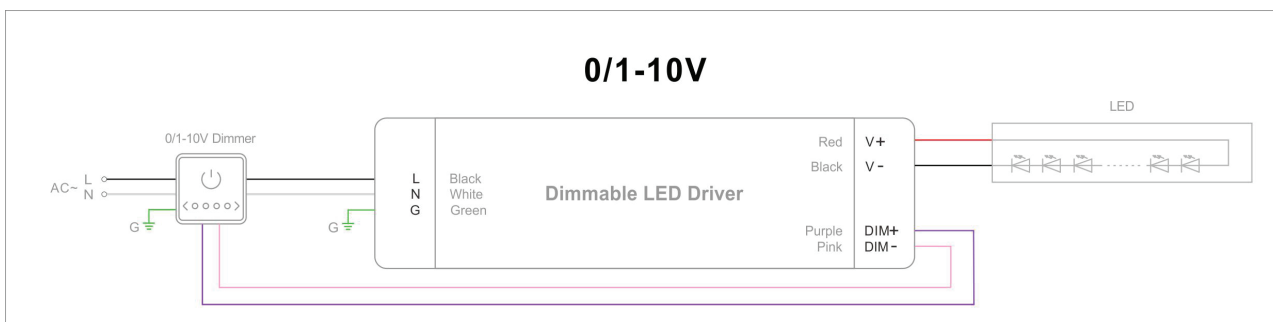 0/1-10V
LED
0/1-10V Dimmer
AC~ L
N
G
G
L Black
N White
G Green
Dimmable LED Driver
Red V+
Black V-
Purple DIM+
Pink DIM-